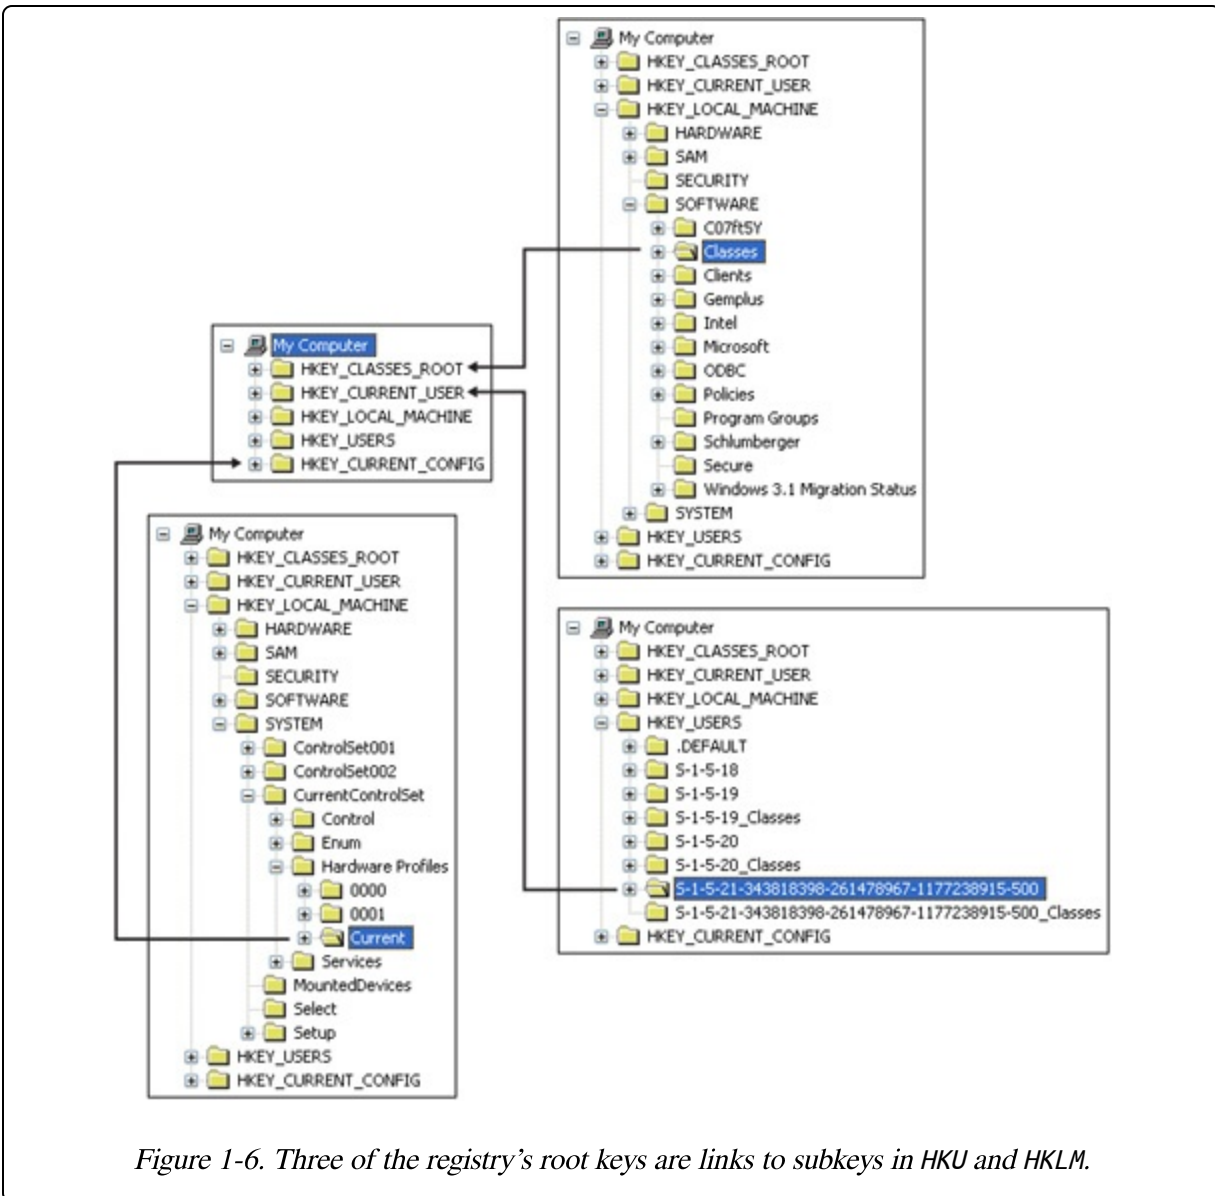 My Computer
HKEY_CLASSES_ROOT
HKEY_CURRENT_USER
HKEY_LOCAL_MACHINE
HARDWARE
SAM
SECURITY
SOFTWARE
C07ft5Y
Classes
Clients
Gemplus
Intel
Microsoft
ODBC
Policies
Program Groups
Schlumberger
Secure
Windows 3.1 Migration Status
SYSTEM
HKEY_USERS
HKEY_CURRENT_CONFIG
My Computer
HKEY_CLASSES_ROOT
HKEY_CURRENT_USER
HKEY_LOCAL_MACHINE
HKEY_USERS
HKEY_CURRENT_CONFIG
My Computer
HKEY_CLASSES_ROOT
HKEY_CURRENT_USER
HKEY_LOCAL_MACHINE
HARDWARE
SAM
SECURITY
SOFTWARE
SYSTEM
ControlSet001
ControlSet002
CurrentControlSet
Control
Enum
Hardware Profiles
0000
0001
Current
Services
MountedDevices
Select
Setup
HKEY_USERS
HKEY_CURRENT_CONFIG
My Computer
HKEY_CLASSES_ROOT
HKEY_CURRENT_USER
HKEY_LOCAL_MACHINE
HKEY_USERS
.DEFAULT
S-1-5-18
S-1-5-19
S-1-5-19_Classes
S-1-5-20
S-1-5-20_Classes
S-1-5-21-343818398-261478967-1177238915-500
S-1-5-21-343818398-261478967-1177238915-500_Classes
HKEY_CURRENT_CONFIG
Figure 1-6. Three of the registry’s root keys are links to subkeys in HKU and HKLM.